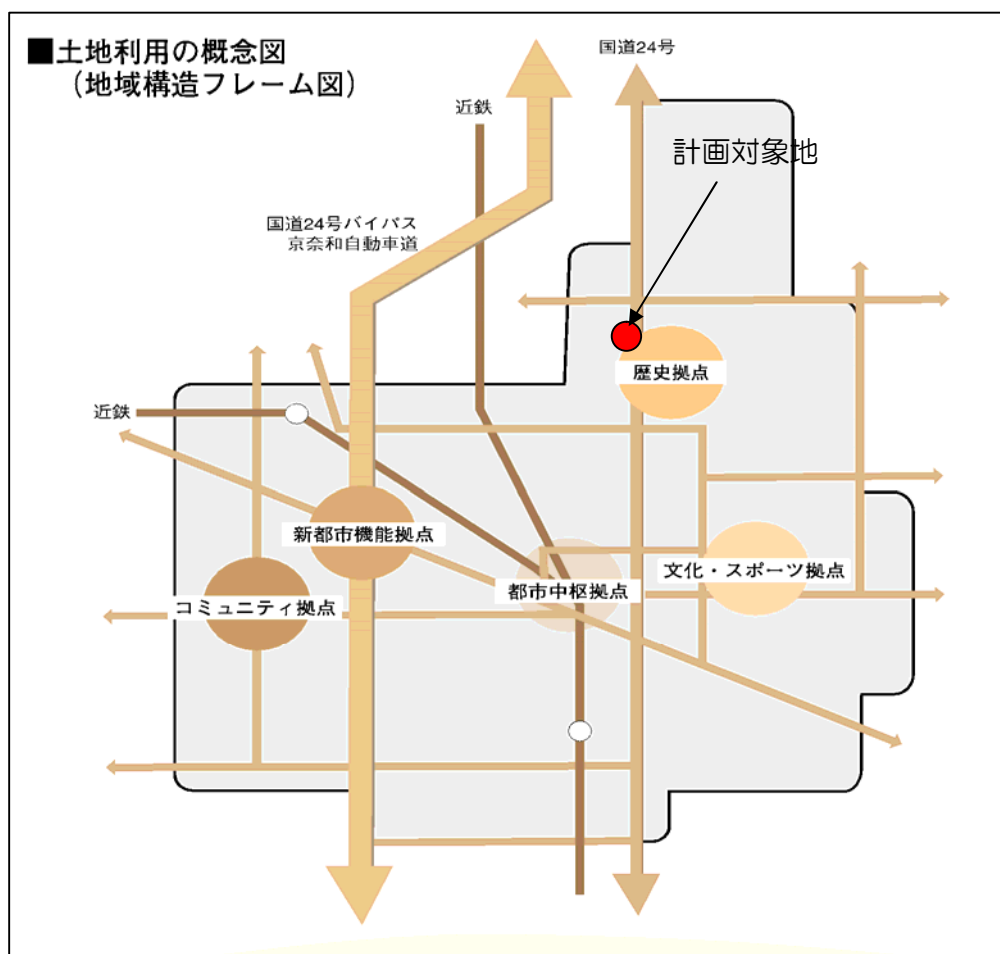 ■土地利用の概念図
（地域構造フレーム図）
国道24号
近鉄
計画対象地
国道24号バイパス
京奈和自動車道
歴史拠点
近鉄
新都市機能拠点
文化・スポーツ拠点
都市中枢拠点
コミュニティ拠点